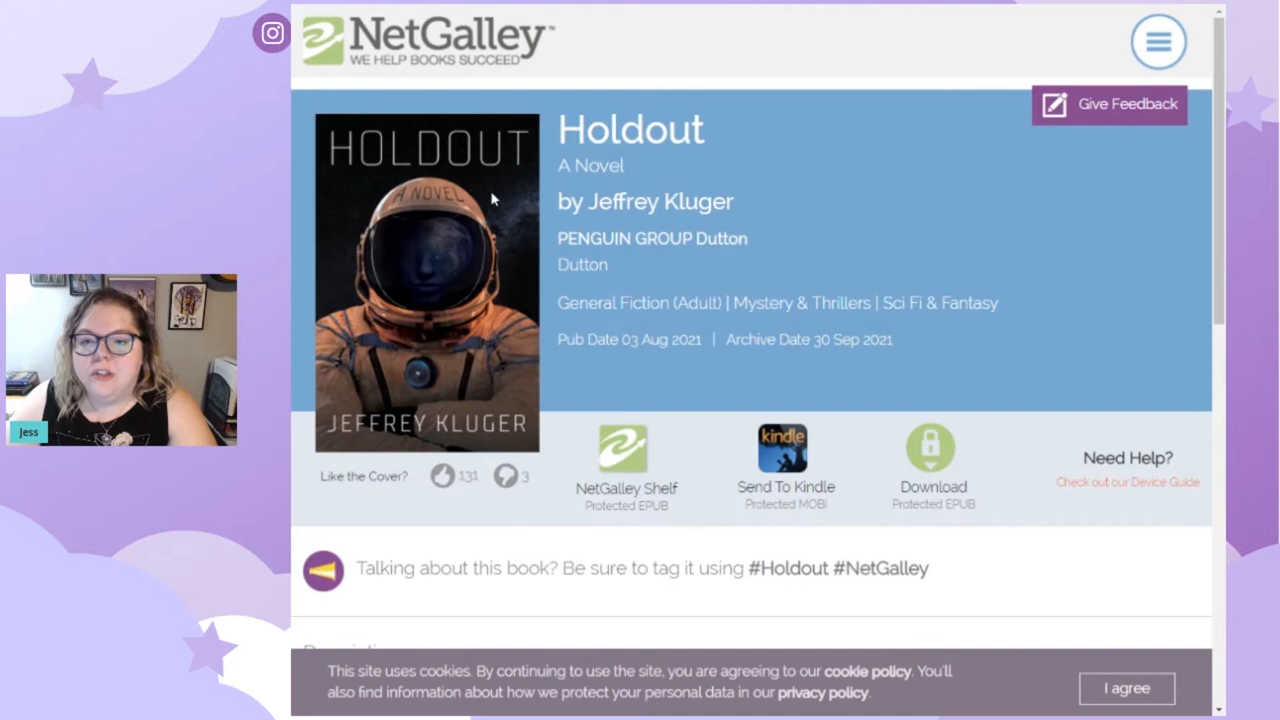 NetGalley™
WE HELP BOOKS SUCCEED
Give Feedback
HOLDOUT
A NOVEL
JEFFREY KLUGER
Holdout
A Novel
by Jeffrey Kluger
PENGUIN GROUP Dutton
Dutton
General Fiction (Adult) | Mystery & Thrillers | Sci Fi & Fantasy
Pub Date 03 Aug 2021 | Archive Date 30 Sep 2021
Like the Cover? 131 3
NetGalley Shelf
Protected EPUB
kindle
Send To Kindle
Protected MOBI
Download
Protected EPUB
Need Help?
Check out our Device Guide
Jess
Talking about this book? Be sure to tag it using #Holdout #NetGalley
This site uses cookies. By continuing to use the site, you are agreeing to our cookie policy. You'll
also find information about how we protect your personal data in our privacy policy.
I agree